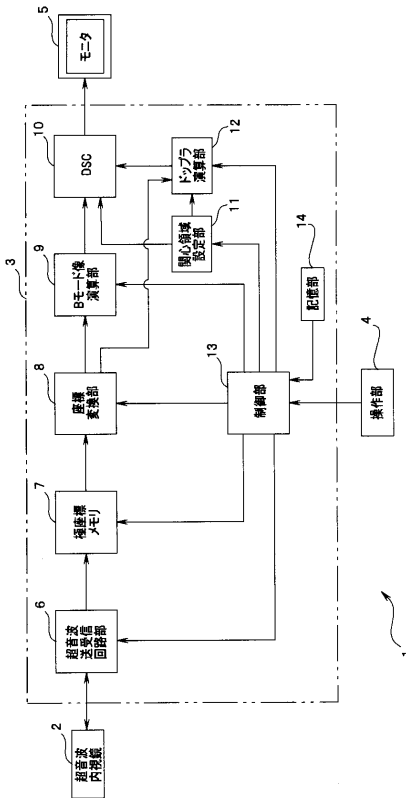 1
2
超音波
内視鏡
3
6
超音波
送受信
回路部
7
極座標
メモリ
8
座標
変換部
9
Bモード像
演算部
10
DSC
5
モニタ
11
関心領域
設定部
12
ドップラ
演算部
13
制御部
14
記憶部
4
操作部